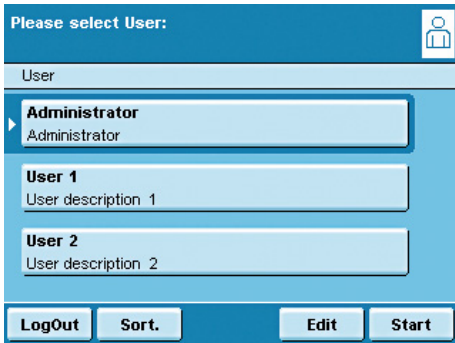 Please select User:
User
Administrator
Administrator
User 1
User description 1
User 2
User description 2
LogOut Sort. Edit Start